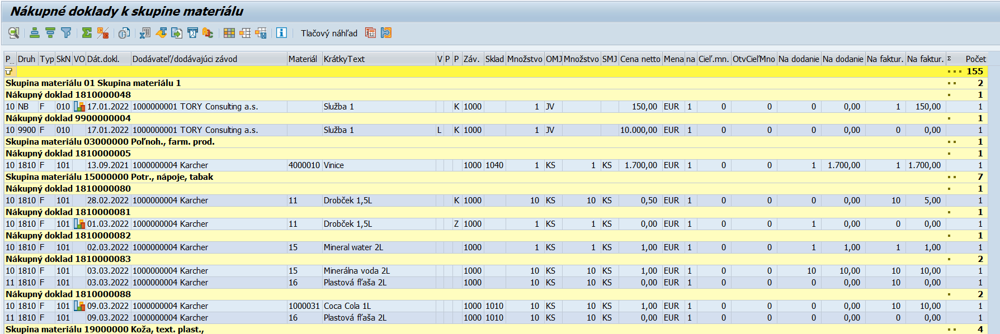 Nákupné doklady k skupine materiálu
Tlačový náhľad
P... Druh Typ SkN VO Dát.dokl. Dodávateľ/dodávajúci závod Materiál KrátkyText V P P Záv. Sklad Množstvo OMJ Množstvo SMJ Cena netto Mena na Cieľ.mn. OtvCieľMno Na dodanie Na dodanie Na faktur. Na faktur. Σ Počet
155
Skupina materiálu 01 Skupina materiálu 1 2
Nákupný doklad 1810000048 1
10 NB F 010 17.01.2022 1000000001 TORY Consulting a.s. Služba 1 K 1000 1 JV 150,00 EUR 1 0 0 0 0,00 1 150,00 1
Nákupný doklad 9900000004 1
10 9900 F 010 17.01.2022 1000000001 TORY Consulting a.s. Služba 1 L K 1000 1 JV 10.000,00 EUR 1 0 0 0 0,00 0 0,00 1
Skupina materiálu 03000000 Poľnoh., farm. prod. 1
Nákupný doklad 1810000005 1
10 1810 F 101 13.09.2021 1000000004 Karcher 4000010 Vinice 1000 1040 1 KS 1 KS 1.700,00 EUR 1 0 0 1 1.700,00 1 1.700,00 1
Skupina materiálu 15000000 Potr., nápoje, tabak 7
Nákupný doklad 1810000080 1
10 1810 F 101 28.02.2022 1000000004 Karcher 11 Drobček 1,5L K 1000 10 KS 10 KS 0,50 EUR 1 0 0 0 0,00 10 5,00 1
Nákupný doklad 1810000081 1
10 1810 F 101 01.03.2022 1000000004 Karcher 11 Drobček 1,5L Z 1000 1 KS 1 KS 0,00 EUR 1 0 0 1 0,00 0 0,00 1
Nákupný doklad 1810000082 1
10 1810 F 101 02.03.2022 1000000004 Karcher 15 Mineral water 2L 1000 1 KS 1 KS 1,00 EUR 1 0 0 1 1,00 1 1,00 1
Nákupný doklad 1810000083 2
10 1810 F 101 03.03.2022 1000000004 Karcher 15 Minerálna voda 2L 1000 10 KS 10 KS 1,00 EUR 1 0 0 10 10,00 10 10,00 1
11 1810 F 101 03.03.2022 1000000004 Karcher 16 Plastová fľaša 2L 1000 10 KS 10 KS 0,00 EUR 1 0 0 0 0,00 10 0,00 1
Nákupný doklad 1810000088 2
10 1810 F 101 09.03.2022 1000000004 Karcher 1000031 Coca Cola 1L 1000 1010 10 KS 10 KS 1,00 EUR 1 0 0 0 0,00 10 10,00 1
11 1810 F 101 09.03.2022 1000000004 Karcher 16 Plastová fľaša 2L 1000 1010 10 KS 10 KS 0,00 EUR 1 0 0 0 0,00 0 0,00 1
Skupina materiálu 19000000 Koža, text. plast., 4